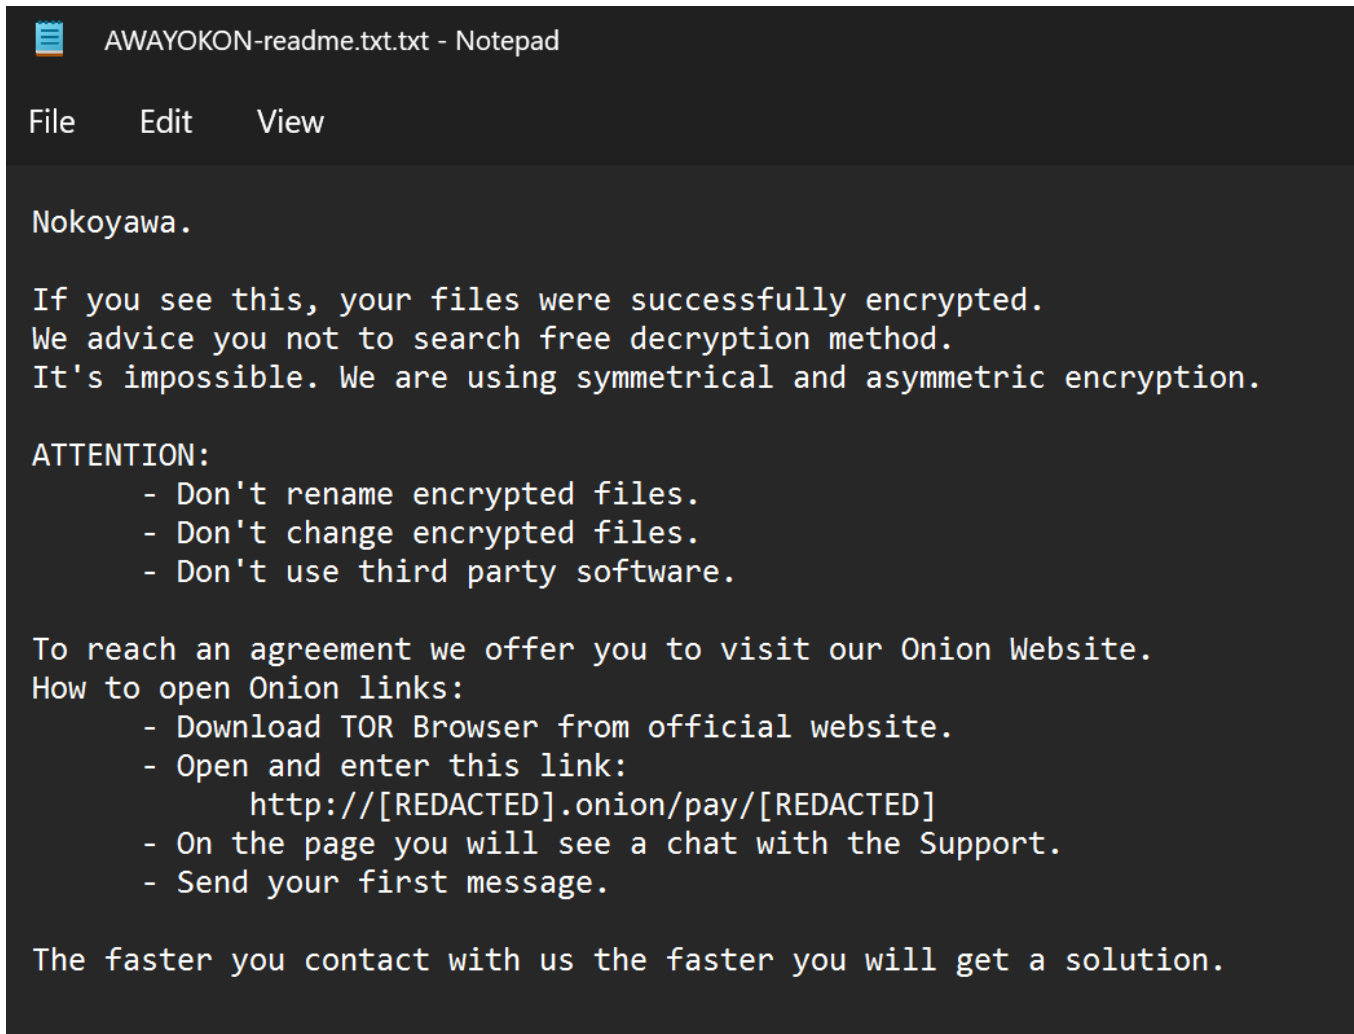 AWAYOKON-readme.txt.txt - Notepad
File Edit View
Nokoyawa.
If you see this, your files were successfully encrypted.
We advice you not to search free decryption method.
It's impossible. We are using symmetrical and asymmetric encryption.
ATTENTION:
- Don't rename encrypted files.
- Don't change encrypted files.
- Don't use third party software.
To reach an agreement we offer you to visit our Onion Website.
How to open Onion links:
- Download TOR Browser from official website.
- Open and enter this link:
http://[REDACTED].onion/pay/[REDACTED]
- On the page you will see a chat with the Support.
- Send your first message.
The faster you contact with us the faster you will get a solution.